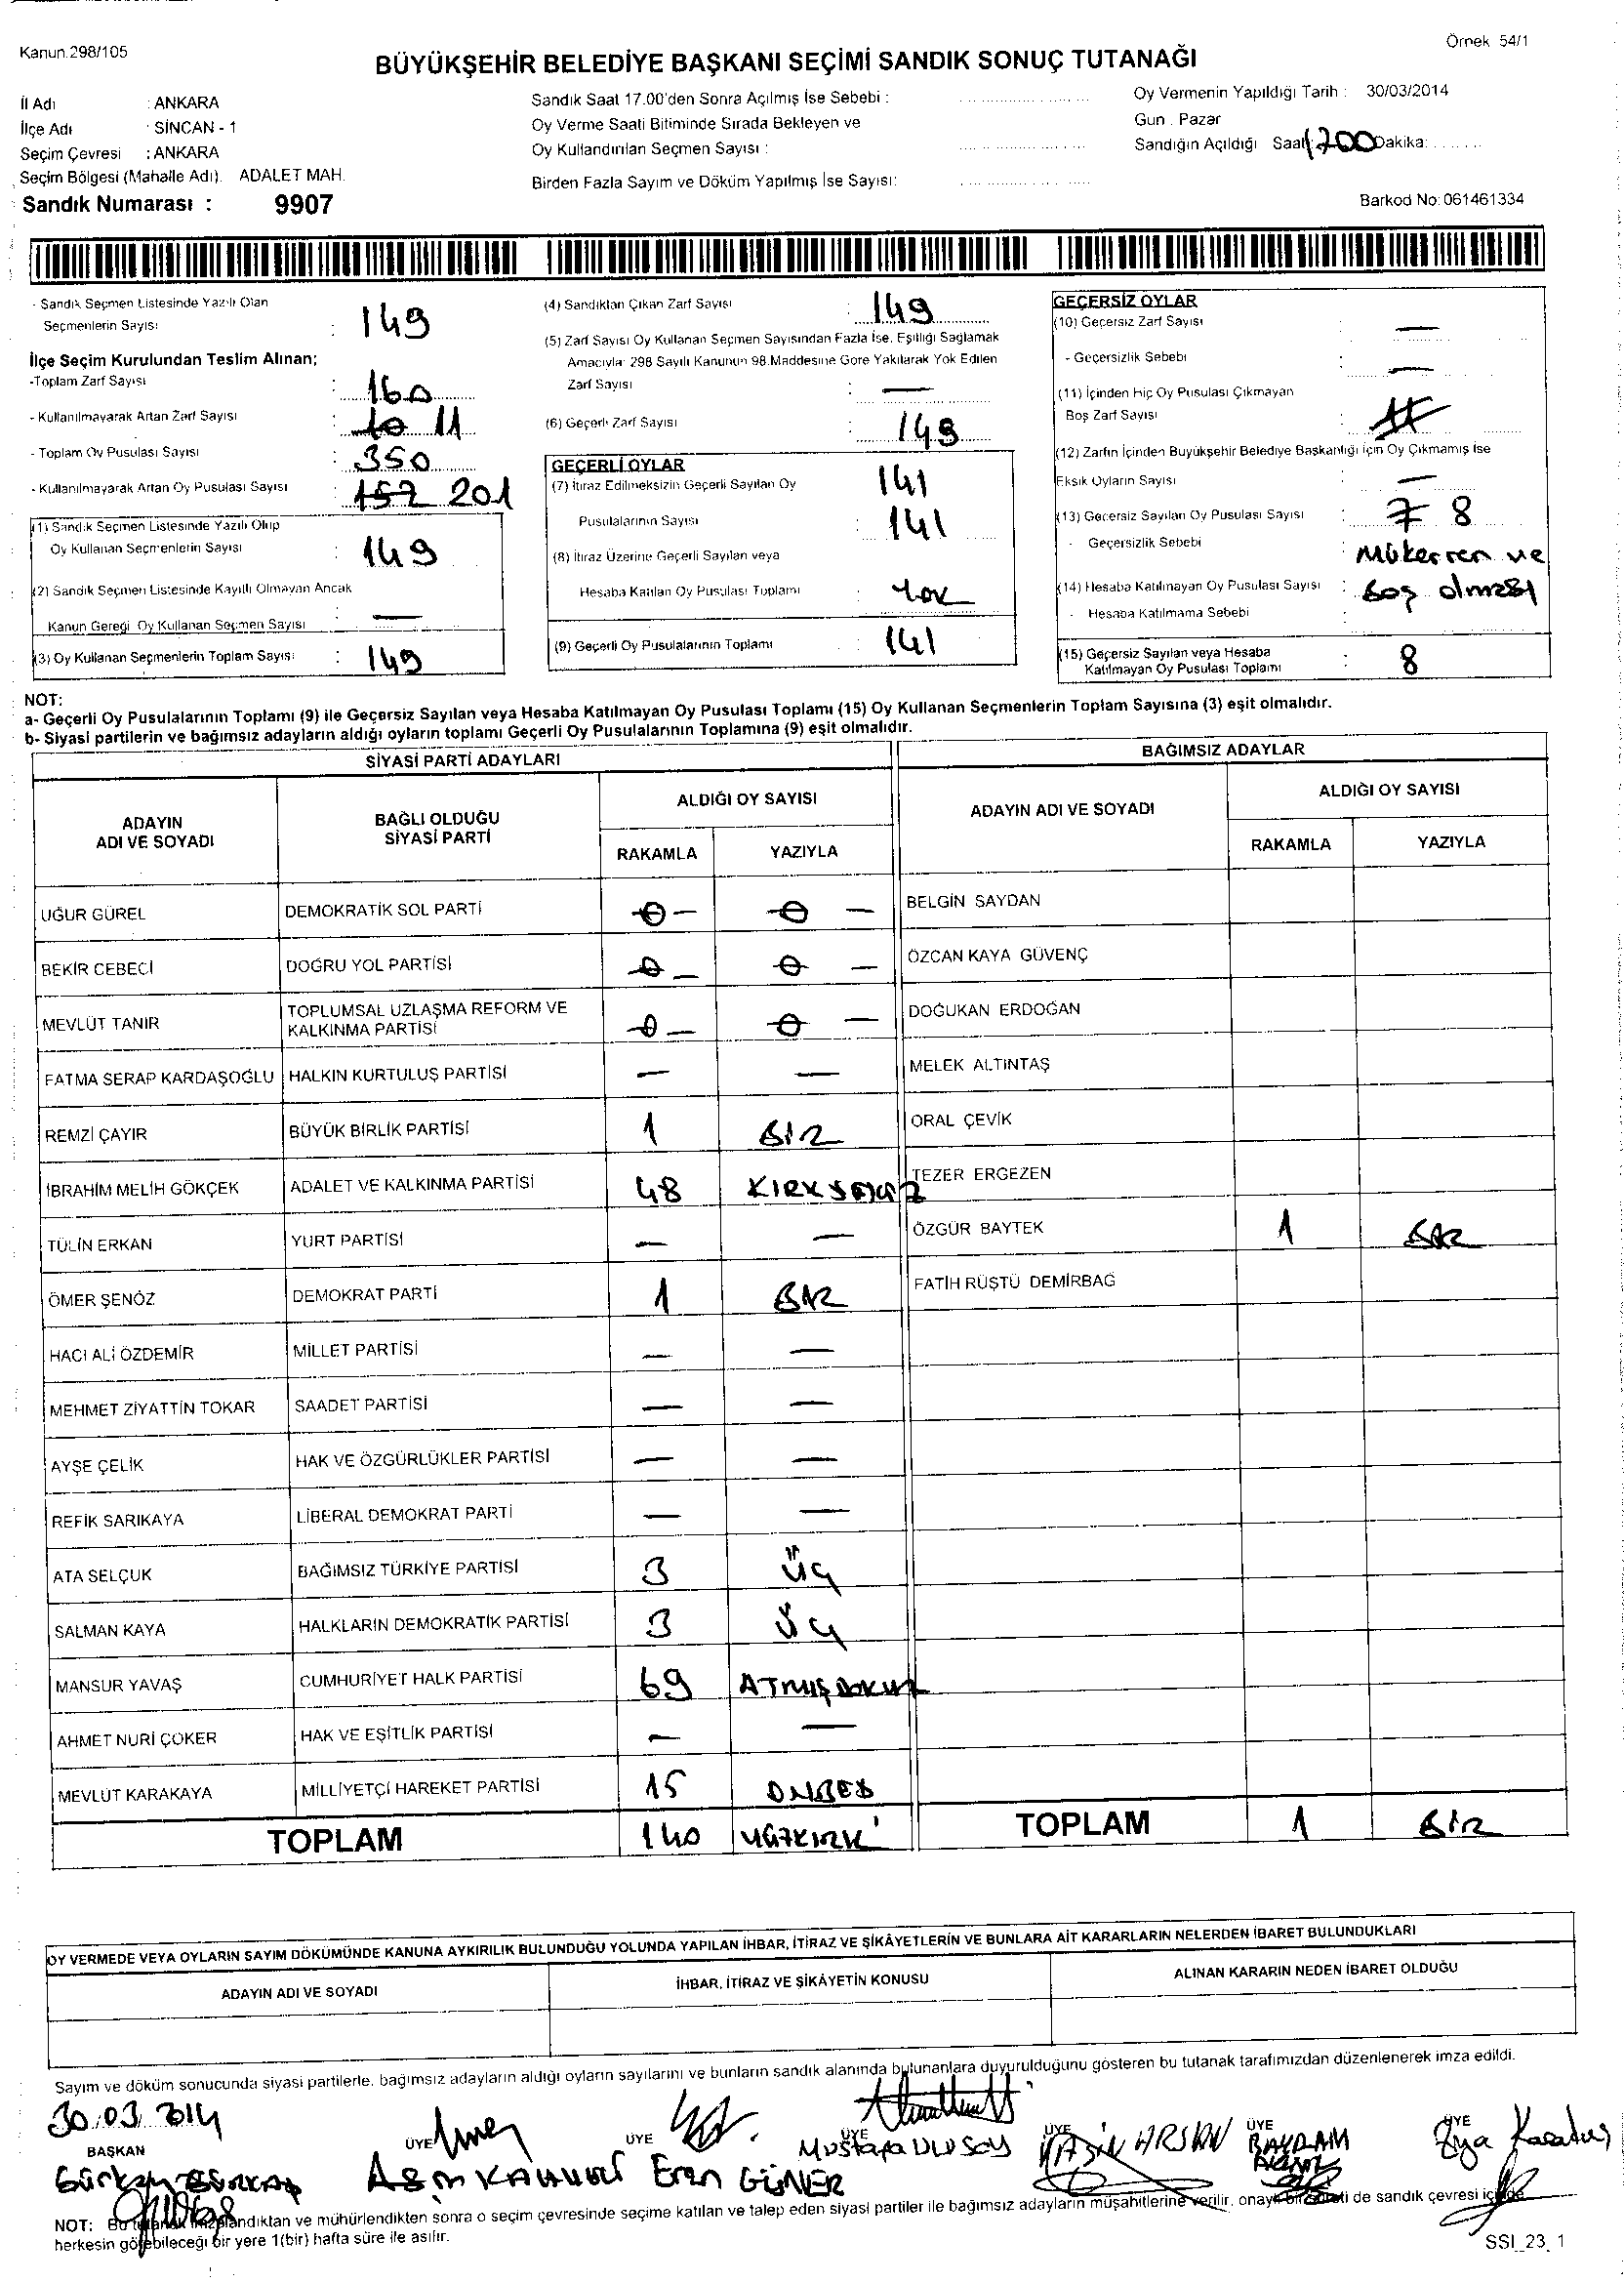 Kanun.298/105
Örnek 54/1
BÜYÜKŞEHİR BELEDİYE BAŞKANI SEÇİMİ SANDIK SONUÇ TUTANAĞI
İl Adı : ANKARA
İlçe Adı : SİNCAN - 1
Seçim Çevresi : ANKARA
Seçim Bölgesi (Mahalle Adı). ADALET MAH.
Sandık Numarası : 9907
Sandık Saat 17.00'den Sonra Açılmış İse Sebebi :
Oy Verme Saati Bitiminde Sırada Bekleyen ve
Oy Kullandırılan Seçmen Sayısı :
Birden Fazla Sayım ve Döküm Yapılmış İse Sayısı:
Oy Vermenin Yapıldığı Tarih : 30/03/2014
Gun . Pazar
Sandığın Açıldığı Saat: 1700 Dakika:
Barkod No: 061461334
- Sandık Seçmen Listesinde Yazılı Olan
Seçmenlerin Sayısı : 149
İlçe Seçim Kurulundan Teslim Alınan;
-Toplam Zarf Sayısı : 160
- Kullanılmayarak Artan Zarf Sayısı : 10 11
- Toplam Oy Pusulası Sayısı : 350
- Kullanılmayarak Artan Oy Pusulası Sayısı : 157 201
(1) Sandık Seçmen Listesinde Yazılı Olup
Oy Kullanan Seçmenlerin Sayısı : 149
(2) Sandık Seçmen Listesinde Kayıtlı Olmayan Ancak
Kanun Gereği Oy Kullanan Seçmen Sayısı : —
(3) Oy Kullanan Seçmenlerin Toplam Sayısı : 149
(4) Sandıktan Çıkan Zarf Sayısı : 149
(5) Zarf Sayısı Oy Kullanan Seçmen Sayısından Fazla İse, Eşitliği Sağlamak
Amacıyla 298 Sayılı Kanunun 98.Maddesine Göre Yakılarak Yok Edilen
Zarf Sayısı : —
(6) Geçerli Zarf Sayısı : 149
GEÇERLİ OYLAR
(7) İtiraz Edilmeksizin Geçerli Sayılan Oy 141
Pusulalarının Sayısı : 141
(8) İtiraz Üzerine Geçerli Sayılan veya
Hesaba Katılan Oy Pusulası Toplamı : Yok
(9) Geçerli Oy Pusulalarının Toplamı : 141
GEÇERSİZ OYLAR
(10) Geçersiz Zarf Sayısı : —
- Geçersizlik Sebebi : —
(11) İçinden Hiç Oy Pusulası Çıkmayan
Boş Zarf Sayısı :
(12) Zarfın İçinden Büyükşehir Belediye Başkanlığı İçin Oy Çıkmamış İse
Eksik Oyların Sayısı : —
(13) Geçersiz Sayılan Oy Pusulası Sayısı : 7 8
- Geçersizlik Sebebi : Mükerren ve
(14) Hesaba Katılmayan Oy Pusulası Sayısı : boş olması
- Hesaba Katılmama Sebebi :
(15) Geçersiz Sayılan veya Hesaba
Katılmayan Oy Pusulası Toplamı : 8
NOT:
a- Geçerli Oy Pusulalarının Toplamı (9) ile Geçersiz Sayılan veya Hesaba Katılmayan Oy Pusulası Toplamı (15) Oy Kullanan Seçmenlerin Toplam Sayısına (3) eşit olmalıdır.
b- Siyasi partilerin ve bağımsız adayların aldığı oyların toplamı Geçerli Oy Pusulalarının Toplamına (9) eşit olmalıdır.
SİYASİ PARTİ ADAYLARI
ADAYIN ADI VE SOYADI
BAĞLI OLDUĞU SİYASİ PARTİ
ALDIĞI OY SAYISI
RAKAMLA YAZIYLA
UĞUR GÜREL DEMOKRATİK SOL PARTİ 0 — 0 —
BEKİR CEBECİ DOĞRU YOL PARTİSİ 0 — 0 —
MEVLÜT TANIR TOPLUMSAL UZLAŞMA REFORM VE KALKINMA PARTİSİ 0 — 0 —
FATMA SERAP KARDAŞOĞLU HALKIN KURTULUŞ PARTİSİ — —
REMZİ ÇAYIR BÜYÜK BİRLİK PARTİSİ 1 BİR
İBRAHİM MELİH GÖKÇEK ADALET VE KALKINMA PARTİSİ 48 KIRKSEKİZ
TÜLİN ERKAN YURT PARTİSİ — —
ÖMER ŞENÖZ DEMOKRAT PARTİ 1 BİR
HACI ALİ ÖZDEMİR MİLLET PARTİSİ — —
MEHMET ZİYATTİN TOKAR SAADET PARTİSİ — —
AYŞE ÇELİK HAK VE ÖZGÜRLÜKLER PARTİSİ — —
REFİK SARIKAYA LİBERAL DEMOKRAT PARTİ — —
ATA SELÇUK BAĞIMSIZ TÜRKİYE PARTİSİ 3 ÜÇ
SALMAN KAYA HALKLARIN DEMOKRATİK PARTİSİ 3 ÜÇ
MANSUR YAVAŞ CUMHURİYET HALK PARTİSİ 69 ATMIŞDOKUZ
AHMET NURİ ÇOKER HAK VE EŞİTLİK PARTİSİ — —
MEVLÜT KARAKAYA MİLLİYETÇİ HAREKET PARTİSİ 15 ONBEŞ
TOPLAM 140 YÜZKIRK
BAĞIMSIZ ADAYLAR
ADAYIN ADI VE SOYADI
ALDIĞI OY SAYISI
RAKAMLA YAZIYLA
BELGİN SAYDAN
ÖZCAN KAYA GÜVENÇ
DOĞUKAN ERDOĞAN
MELEK ALTINTAŞ
ORAL ÇEVİK
TEZER ERGEZEN
ÖZGÜR BAYTEK 1 BİR
FATİH RÜŞTÜ DEMİRBAĞ
TOPLAM 1 BİR
OY VERMEDE VEYA OYLARIN SAYIM DÖKÜMÜNDE KANUNA AYKIRILIK BULUNDUĞU YOLUNDA YAPILAN İHBAR, İTİRAZ VE ŞİKÂYETLERİN VE BUNLARA AİT KARARLARIN NELERDEN İBARET BULUNDUKLARI
ADAYIN ADI VE SOYADI
İHBAR, İTİRAZ VE ŞİKÂYETİN KONUSU
ALINAN KARARIN NEDEN İBARET OLDUĞU
Sayım ve döküm sonucunda siyasi partilerle, bağımsız adayların aldığı oyların sayılarını ve bunların sandık alanında bulunanlara duyurulduğunu gösteren bu tutanak tarafımızdan düzenlenerek imza edildi.
30.03.2014
BAŞKAN ÜYE ÜYE ÜYE ÜYE ÜYE ÜYE
Eren GÜNER
Mustafa ULUSOY
BAYRAM
Ziya
NOT: Bu tutanak imzalandıktan ve mühürlendikten sonra o seçim çevresinde seçime katılan ve talep eden siyasi partiler ile bağımsız adayların müşahitlerine verilir, onaylı bir sureti de sandık çevresi içinde
herkesin görebileceği bir yere 1(bir) hafta süre ile asılır.
SSI_23_1